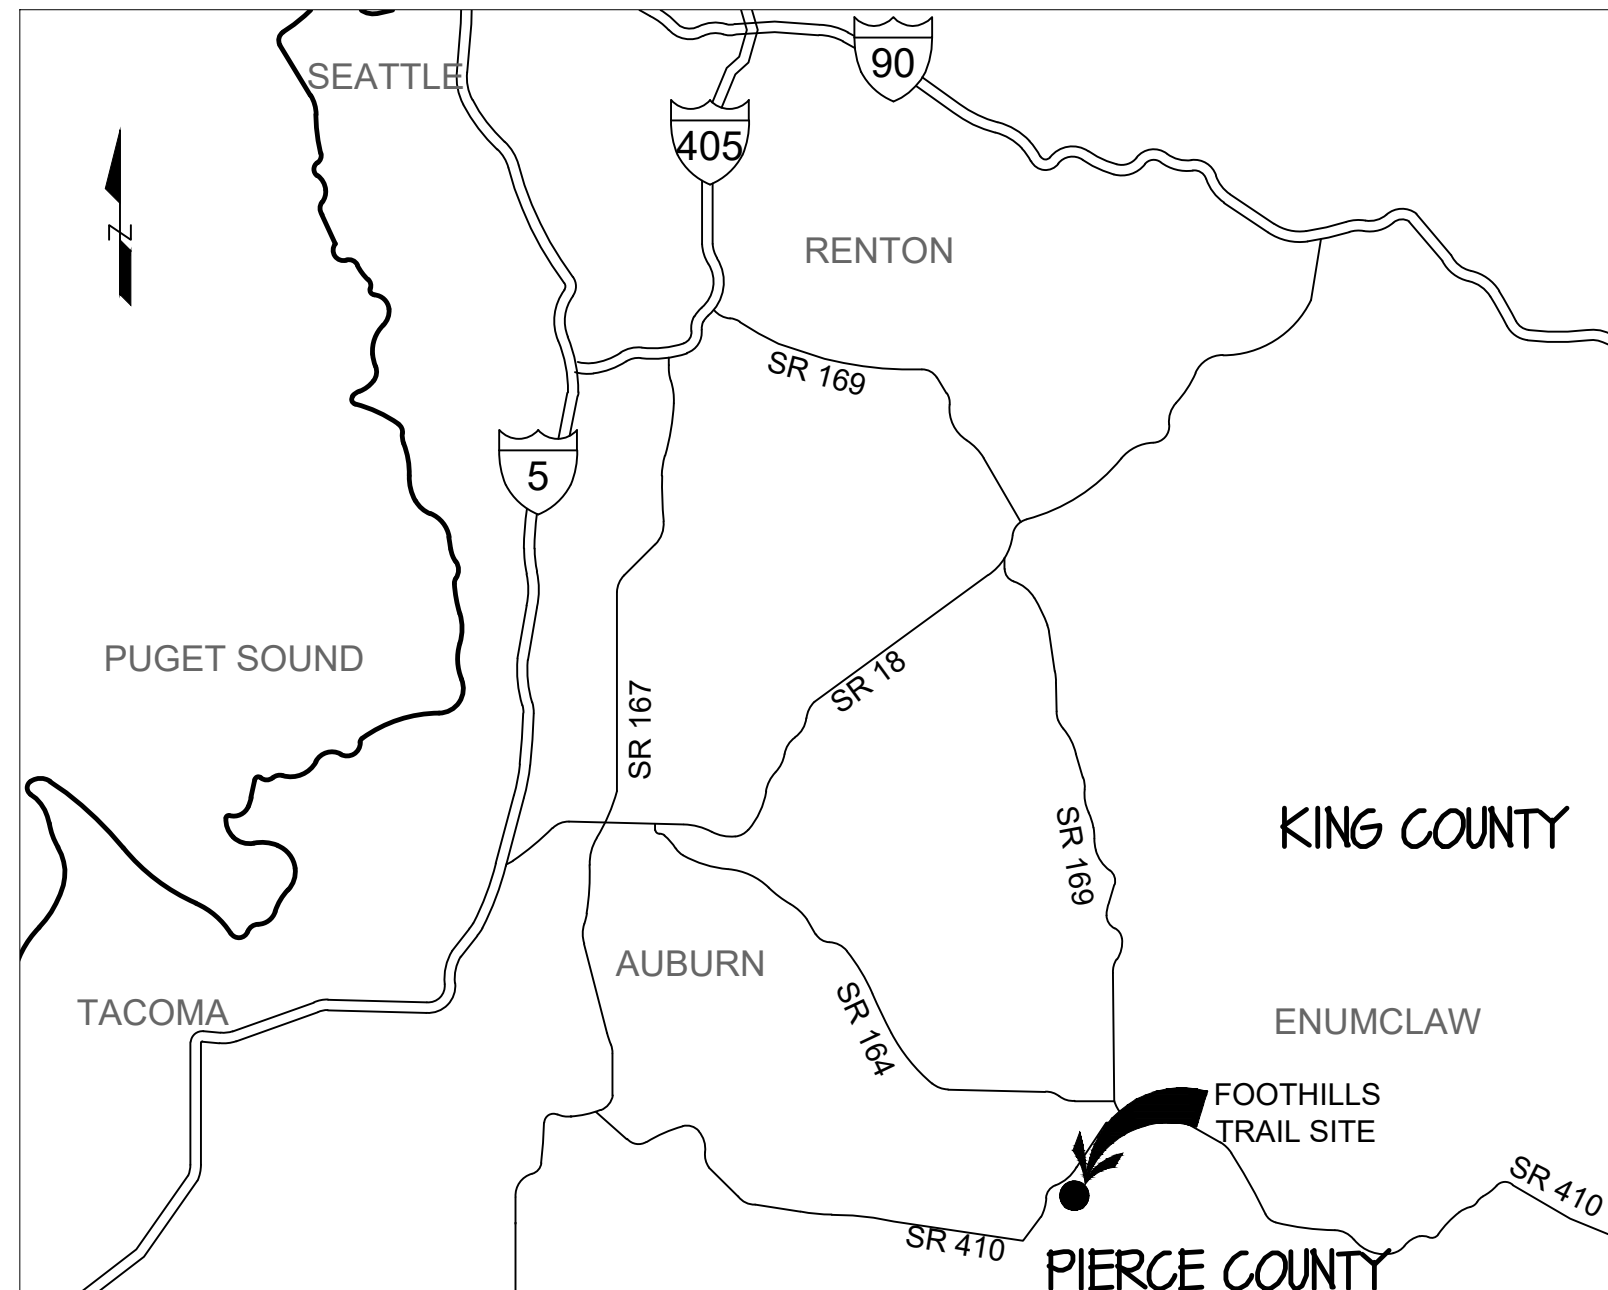 90
SEATTLE
405
Z
RENTON
SR 169
5
PUGET SOUND
SR 18
SR 167
KING COUNTY
SR 169
AUBURN
TACOMA
ENUMCLAW
SR 164
FOOTHILLS
TRAIL SITE
SR 410
SR 410
PIERCE COUNTY